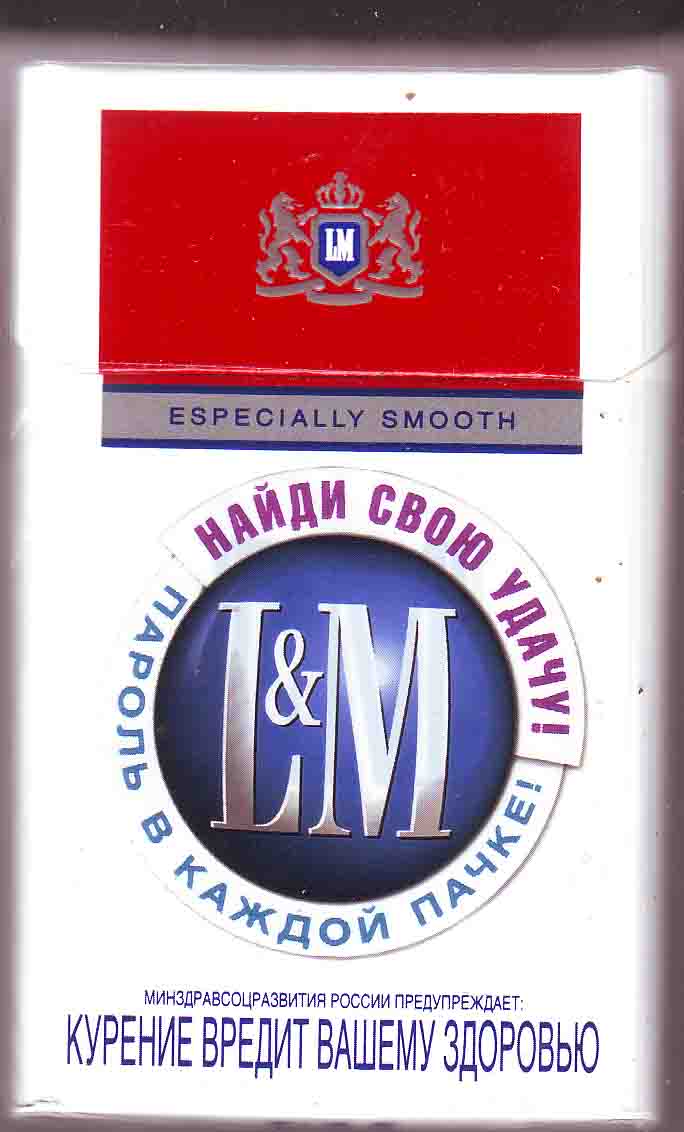 LM
ESPECIALLY SMOOTH
НАЙДИ СВОЮ УДАЧУ!
L&M
ПАРОЛЬ В КАЖДОЙ ПАЧКЕ!
МИНЗДРАВСОЦРАЗВИТИЯ РОССИИ ПРЕДУПРЕЖДАЕТ:
КУРЕНИЕ ВРЕДИТ ВАШЕМУ ЗДОРОВЬЮ